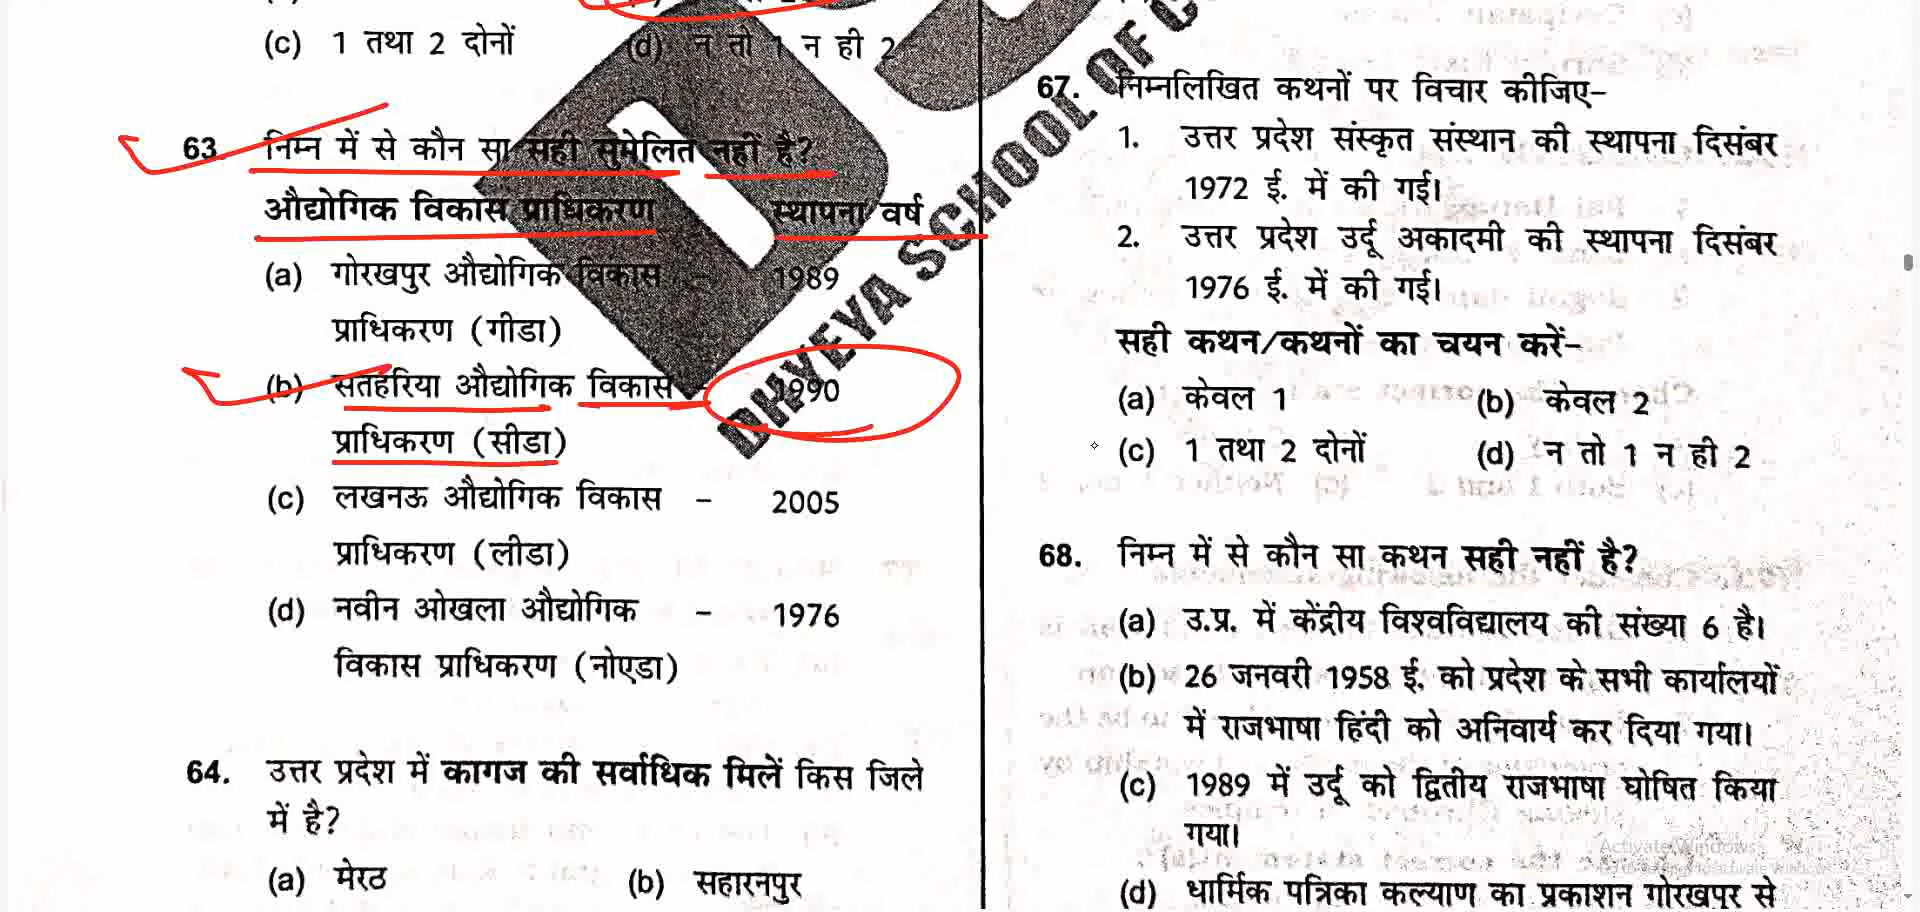 (c) 1 तथा 2 दोनों (d) न तो 1 न ही 2
63. निम्न में से कौन सा सही सुमेलित नहीं है?
औद्योगिक विकास प्राधिकरण स्थापना वर्ष
(a) गोरखपुर औद्योगिक विकास – 1989
प्राधिकरण (गीडा)
(b) सतहरिया औद्योगिक विकास - 1990
प्राधिकरण (सीडा)
(c) लखनऊ औद्योगिक विकास – 2005
प्राधिकरण (लीडा)
(d) नवीन ओखला औद्योगिक – 1976
विकास प्राधिकरण (नोएडा)
64. उत्तर प्रदेश में कागज की सर्वाधिक मिलें किस जिले
में है?
(a) मेरठ (b) सहारनपुर
DHYEYA SCHOOL OF
67. निम्नलिखित कथनों पर विचार कीजिए–
1. उत्तर प्रदेश संस्कृत संस्थान की स्थापना दिसंबर
1972 ई. में की गई।
2. उत्तर प्रदेश उर्दू अकादमी की स्थापना दिसंबर
1976 ई. में की गई।
सही कथन/कथनों का चयन करें–
(a) केवल 1 (b) केवल 2
(c) 1 तथा 2 दोनों (d) न तो 1 न ही 2
68. निम्न में से कौन सा कथन सही नहीं है?
(a) उ.प्र. में केंद्रीय विश्वविद्यालय की संख्या 6 है।
(b) 26 जनवरी 1958 ई. को प्रदेश के सभी कार्यालयों
में राजभाषा हिंदी को अनिवार्य कर दिया गया।
(c) 1989 में उर्दू को द्वितीय राजभाषा घोषित किया
गया।
(d) धार्मिक पत्रिका कल्याण का प्रकाशन गोरखपुर से
Activate Windows